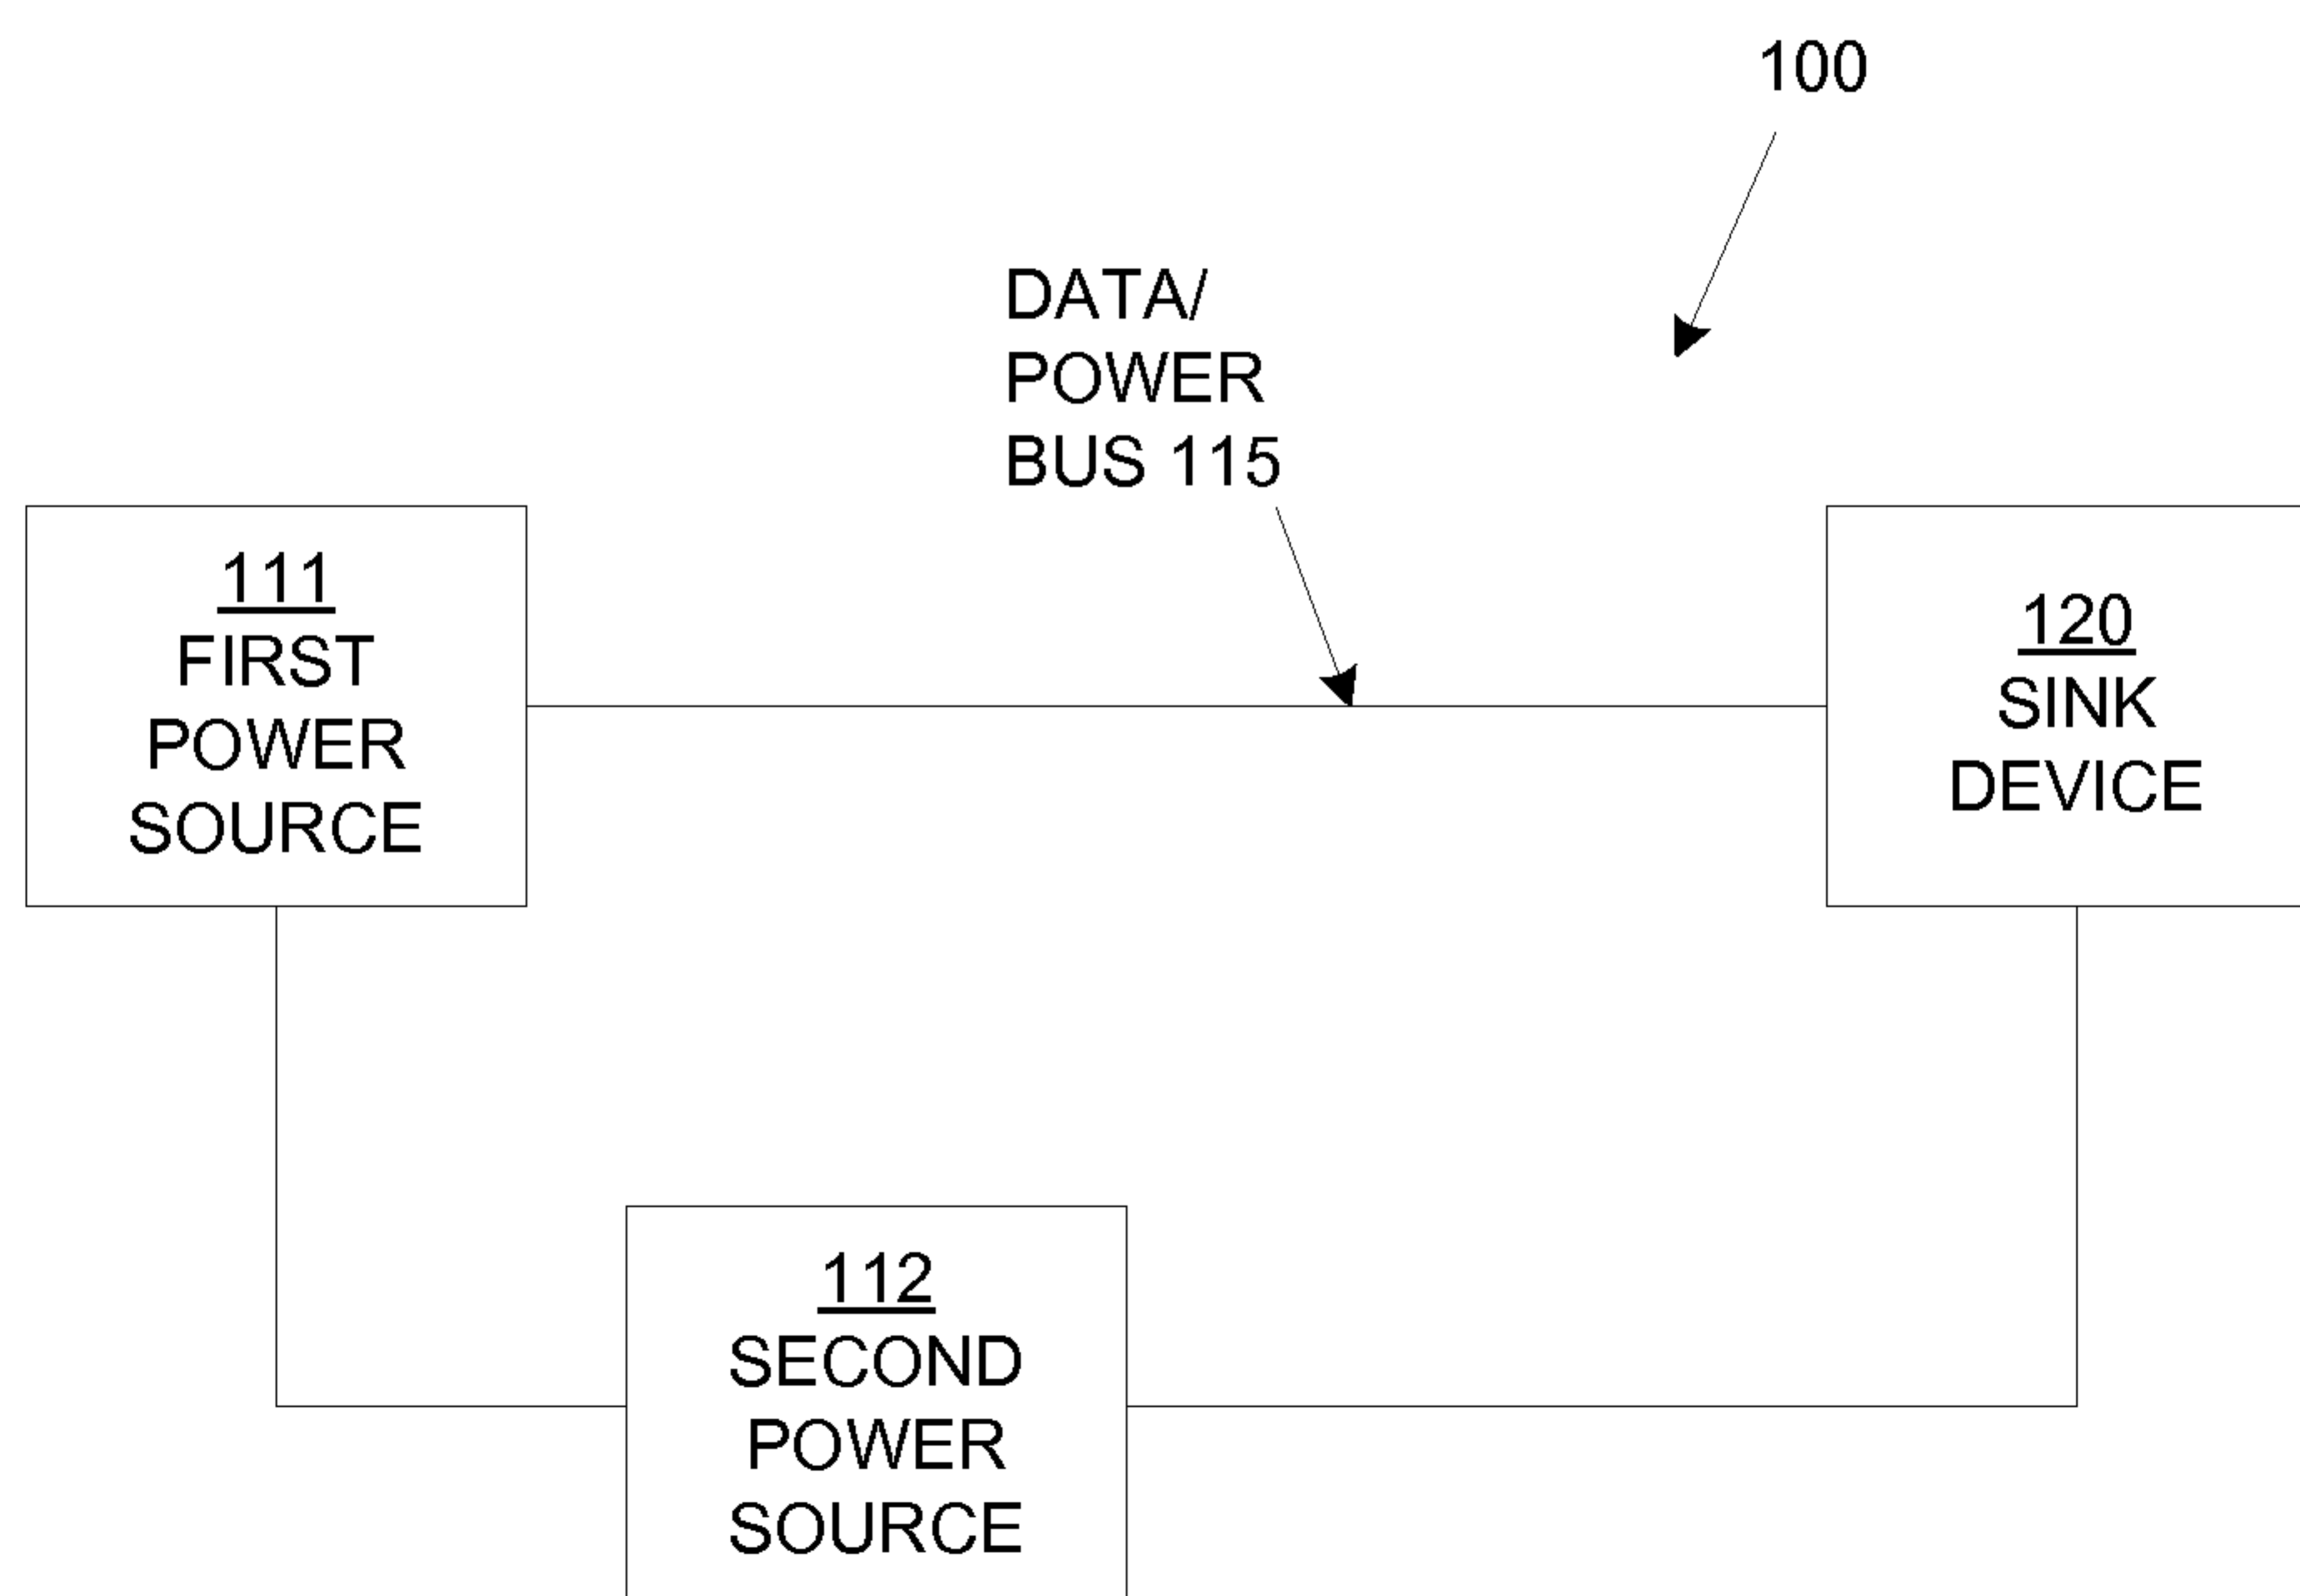 100
DATA/
POWER
BUS 115
111
FIRST
POWER
SOURCE
120
SINK
DEVICE
112
SECOND
POWER
SOURCE